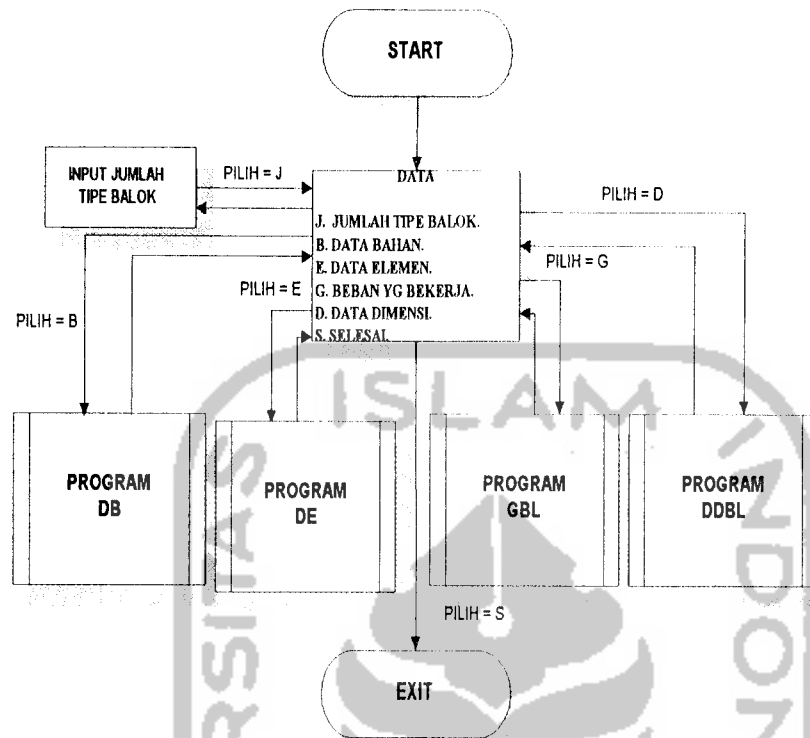 START
INPUT JUMLAH
TIPE BALOK
PILIH = J
DATA
J. JUMLAH TIPE BALOK.
B. DATA BAHAN.
E. DATA ELEMEN.
G. BEBAN YG BEKERJA.
D. DATA DIMENSI.
S. SELESAI.
PILIH = D
PILIH = G
PILIH = E
PILIH = B
PROGRAM
DB
PROGRAM
DE
PROGRAM
GBL
PROGRAM
DDBL
PILIH = S
EXIT
ISLAM